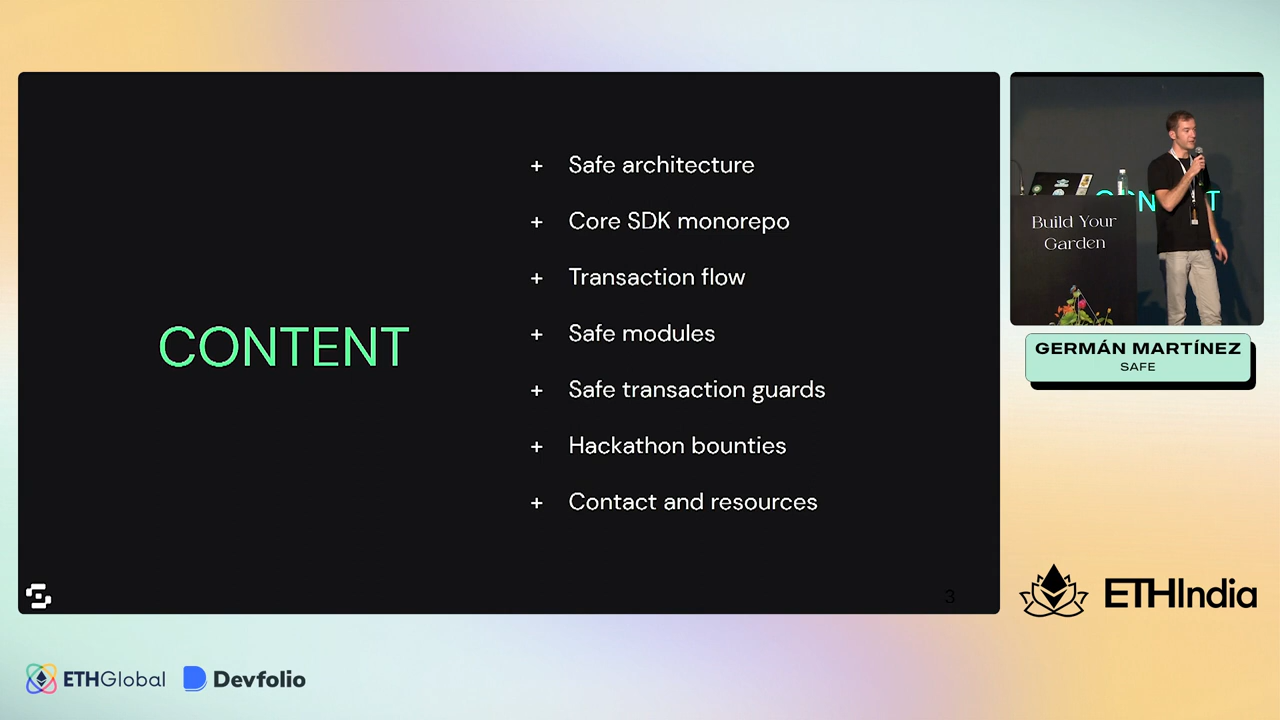 CONTENT
+ Safe architecture
+ Core SDK monorepo
+ Transaction flow
+ Safe modules
+ Safe transaction guards
+ Hackathon bounties
+ Contact and resources
3
CONTENT
Build Your
Garden
GERMÁN MARTÍNEZ
SAFE
ETHIndia
ETHGlobal
Devfolio